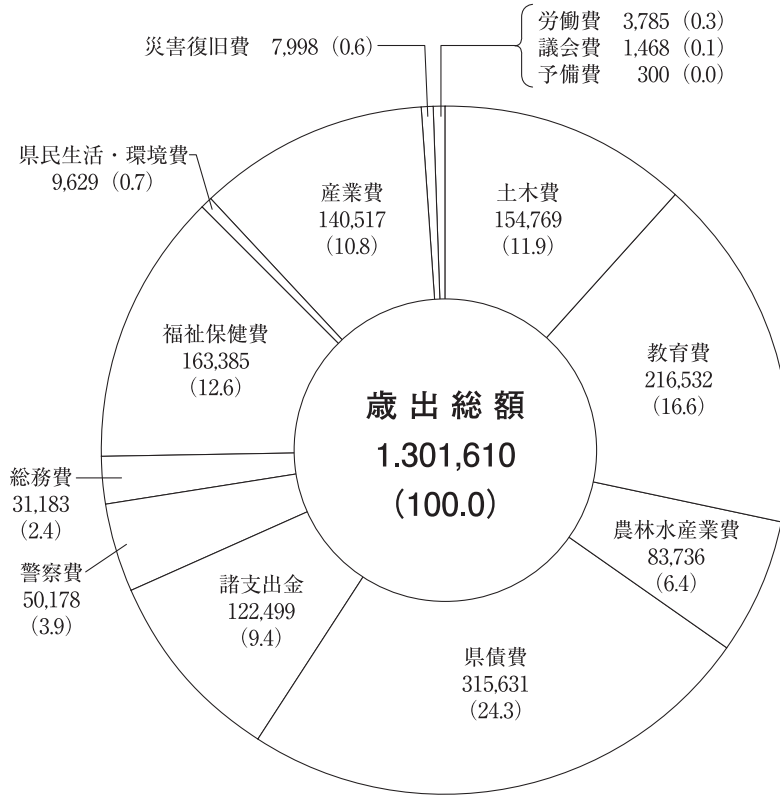 労働費 3,785 (0.3)
議会費 1,468 (0.1)
予備費 300 (0.0)
災害復旧費 7,998 (0.6)
県民生活・環境費
9,629 (0.7)
産業費
140,517
(10.8)
土木費
154,769
(11.9)
福祉保健費
163,385
(12.6)
教育費
216,532
(16.6)
歳出総額
1.301,610
(100.0)
総務費
31,183
(2.4)
農林水産業費
83,736
(6.4)
警察費
50,178
(3.9)
諸支出金
122,499
(9.4)
県債費
315,631
(24.3)